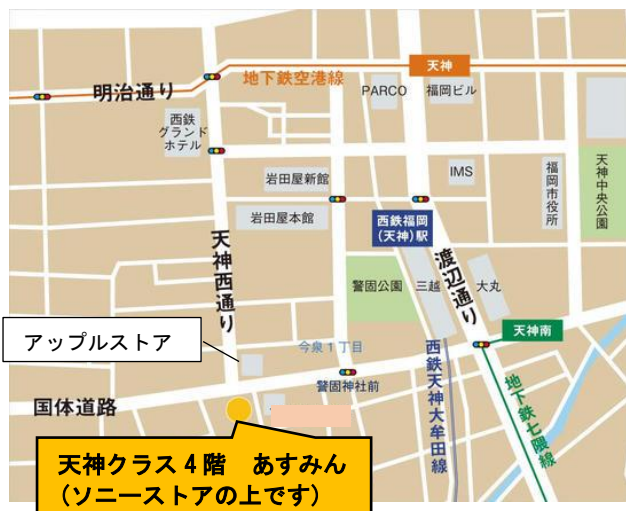 天神
地下鉄空港線
明治通り
PARCO
福岡ビル
西鉄
グランド
ホテル
岩田屋新館
IMS
福岡市役所
天神中央公園
岩田屋本館
西鉄福岡
(天神)駅
天神西通り
渡辺通り
警固公園
三越
大丸
天神南
アップルストア
今泉1丁目
警固神社前
西鉄天神大牟田線
地下鉄七隈線
国体道路
天神クラス4階 あすみん
(ソニーストアの上です)